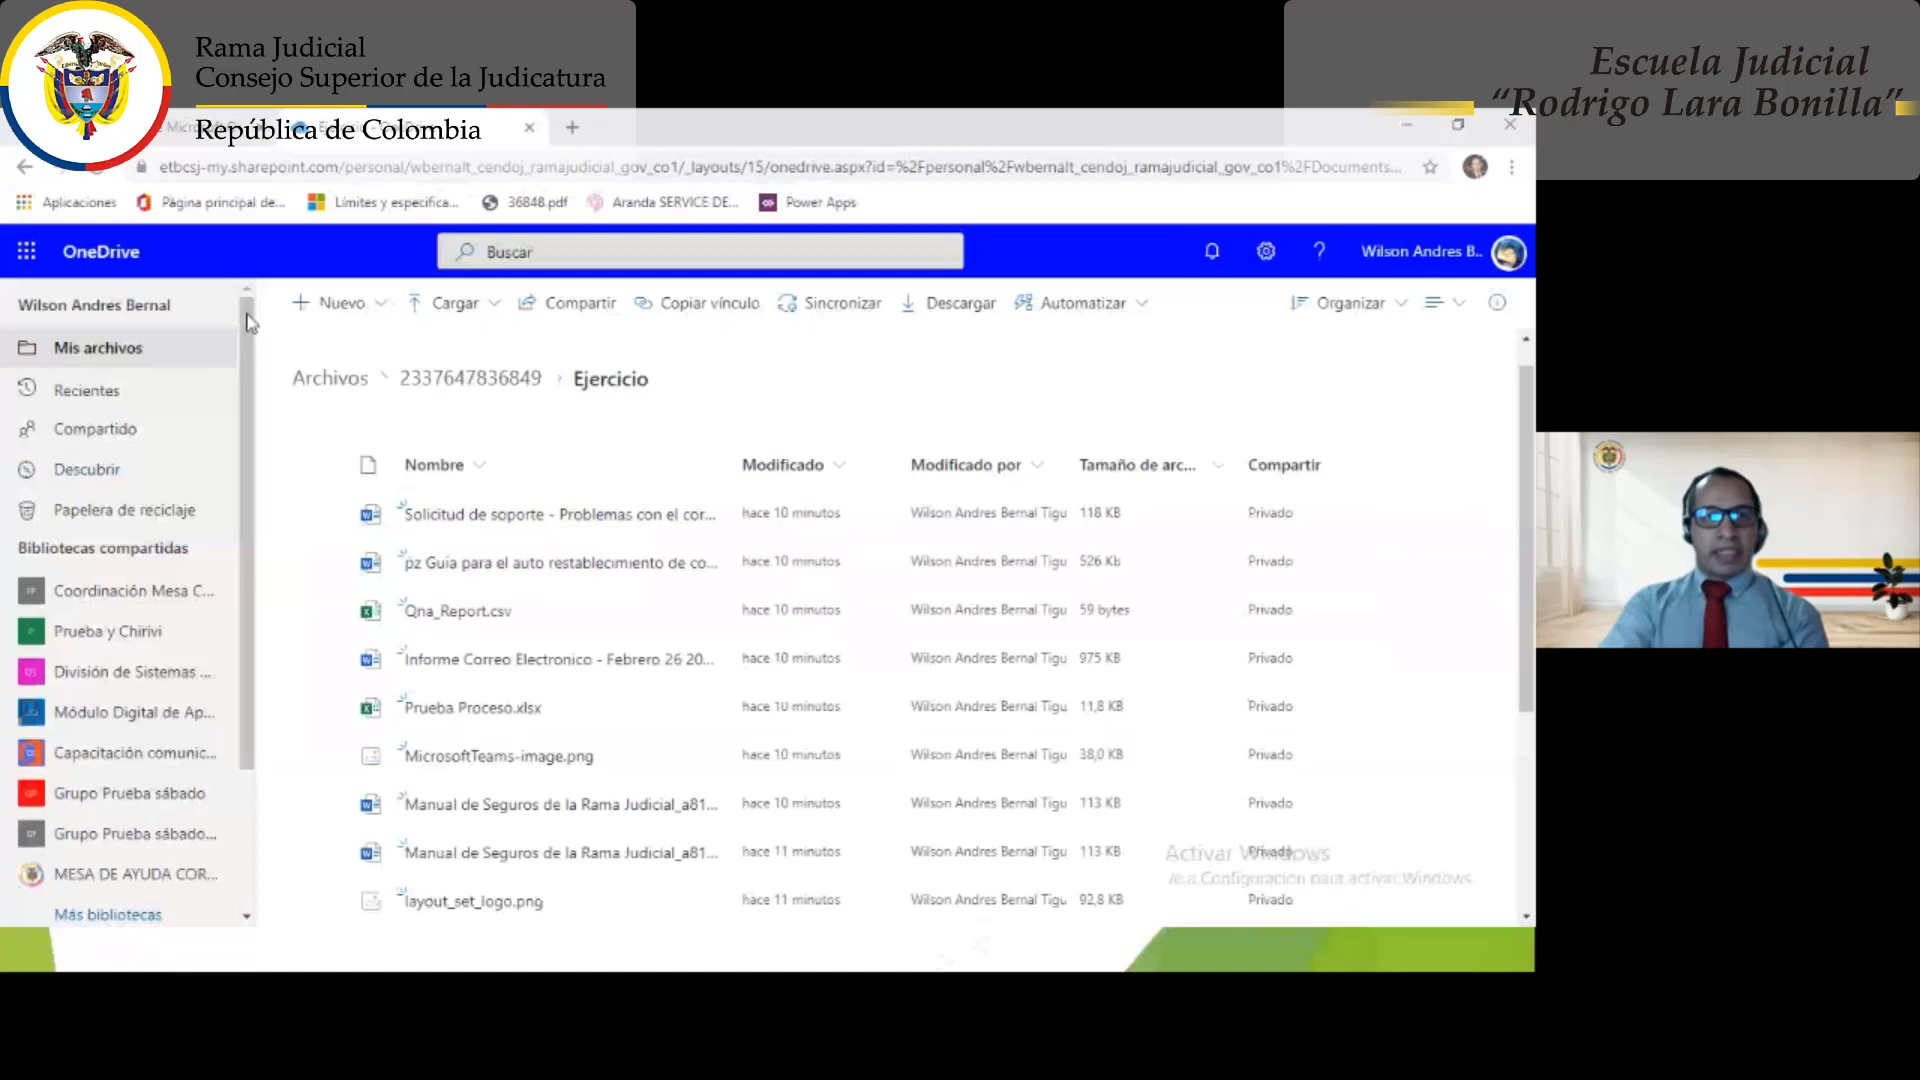 Rama Judicial
Consejo Superior de la Judicatura
República de Colombia
Escuela Judicial
“Rodrigo Lara Bonilla”
etbcsj-my.sharepoint.com/personal/wbernalt_cendoj_ramajudicial_gov_co1/_layouts/15/onedrive.aspx?id=%2Fpersonal%2Fwbernalt_cendoj_ramajudicial_gov_co1%2FDocuments...
Aplicaciones Página principal de... Límites y especifica... 36848.pdf Aranda SERVICE DE... Power Apps
OneDrive Buscar Wilson Andres B..
Wilson Andres Bernal
Mis archivos
Recientes
Compartido
Descubrir
Papelera de reciclaje
Bibliotecas compartidas
Coordinación Mesa C...
Prueba y Chirivi
División de Sistemas ...
Módulo Digital de Ap...
Capacitación comunic...
Grupo Prueba sábado
Grupo Prueba sábado...
MESA DE AYUDA COR...
Más bibliotecas
Nuevo Cargar Compartir Copiar vínculo Sincronizar Descargar Automatizar Organizar
Archivos > 2337647836849 > Ejercicio
Nombre Modificado Modificado por Tamaño de arc... Compartir
Solicitud de soporte - Problemas con el cor... hace 10 minutos Wilson Andres Bernal Tigu 118 KB Privado
pz Guía para el auto restablecimiento de co... hace 10 minutos Wilson Andres Bernal Tigu 526 KB Privado
Qna_Report.csv hace 10 minutos Wilson Andres Bernal Tigu 59 bytes Privado
Informe Correo Electronico - Febrero 26 20... hace 10 minutos Wilson Andres Bernal Tigu 975 KB Privado
Prueba Proceso.xlsx hace 10 minutos Wilson Andres Bernal Tigu 11,8 KB Privado
MicrosoftTeams-image.png hace 10 minutos Wilson Andres Bernal Tigu 38,0 KB Privado
Manual de Seguros de la Rama Judicial_a81... hace 10 minutos Wilson Andres Bernal Tigu 113 KB Privado
Manual de Seguros de la Rama Judicial_a81... hace 11 minutos Wilson Andres Bernal Tigu 113 KB Privado
layout_set_logo.png hace 11 minutos Wilson Andres Bernal Tigu 92,8 KB Privado
Activar Windows
Ve a Configuración para activar Windows.